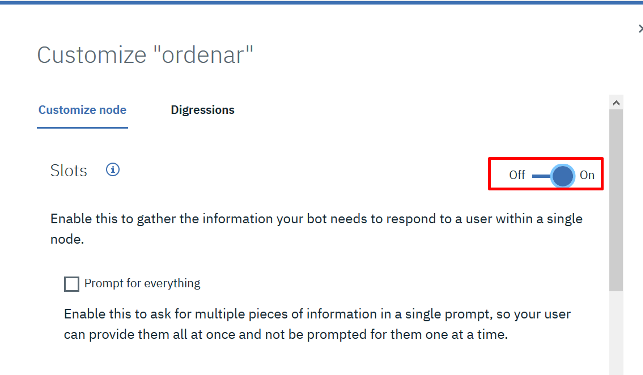 Customize "ordenar"
Customize node Digressions
Slots
Off On
Enable this to gather the information your bot needs to respond to a user within a single
node.
Prompt for everything
Enable this to ask for multiple pieces of information in a single prompt, so your user
can provide them all at once and not be prompted for them one at a time.